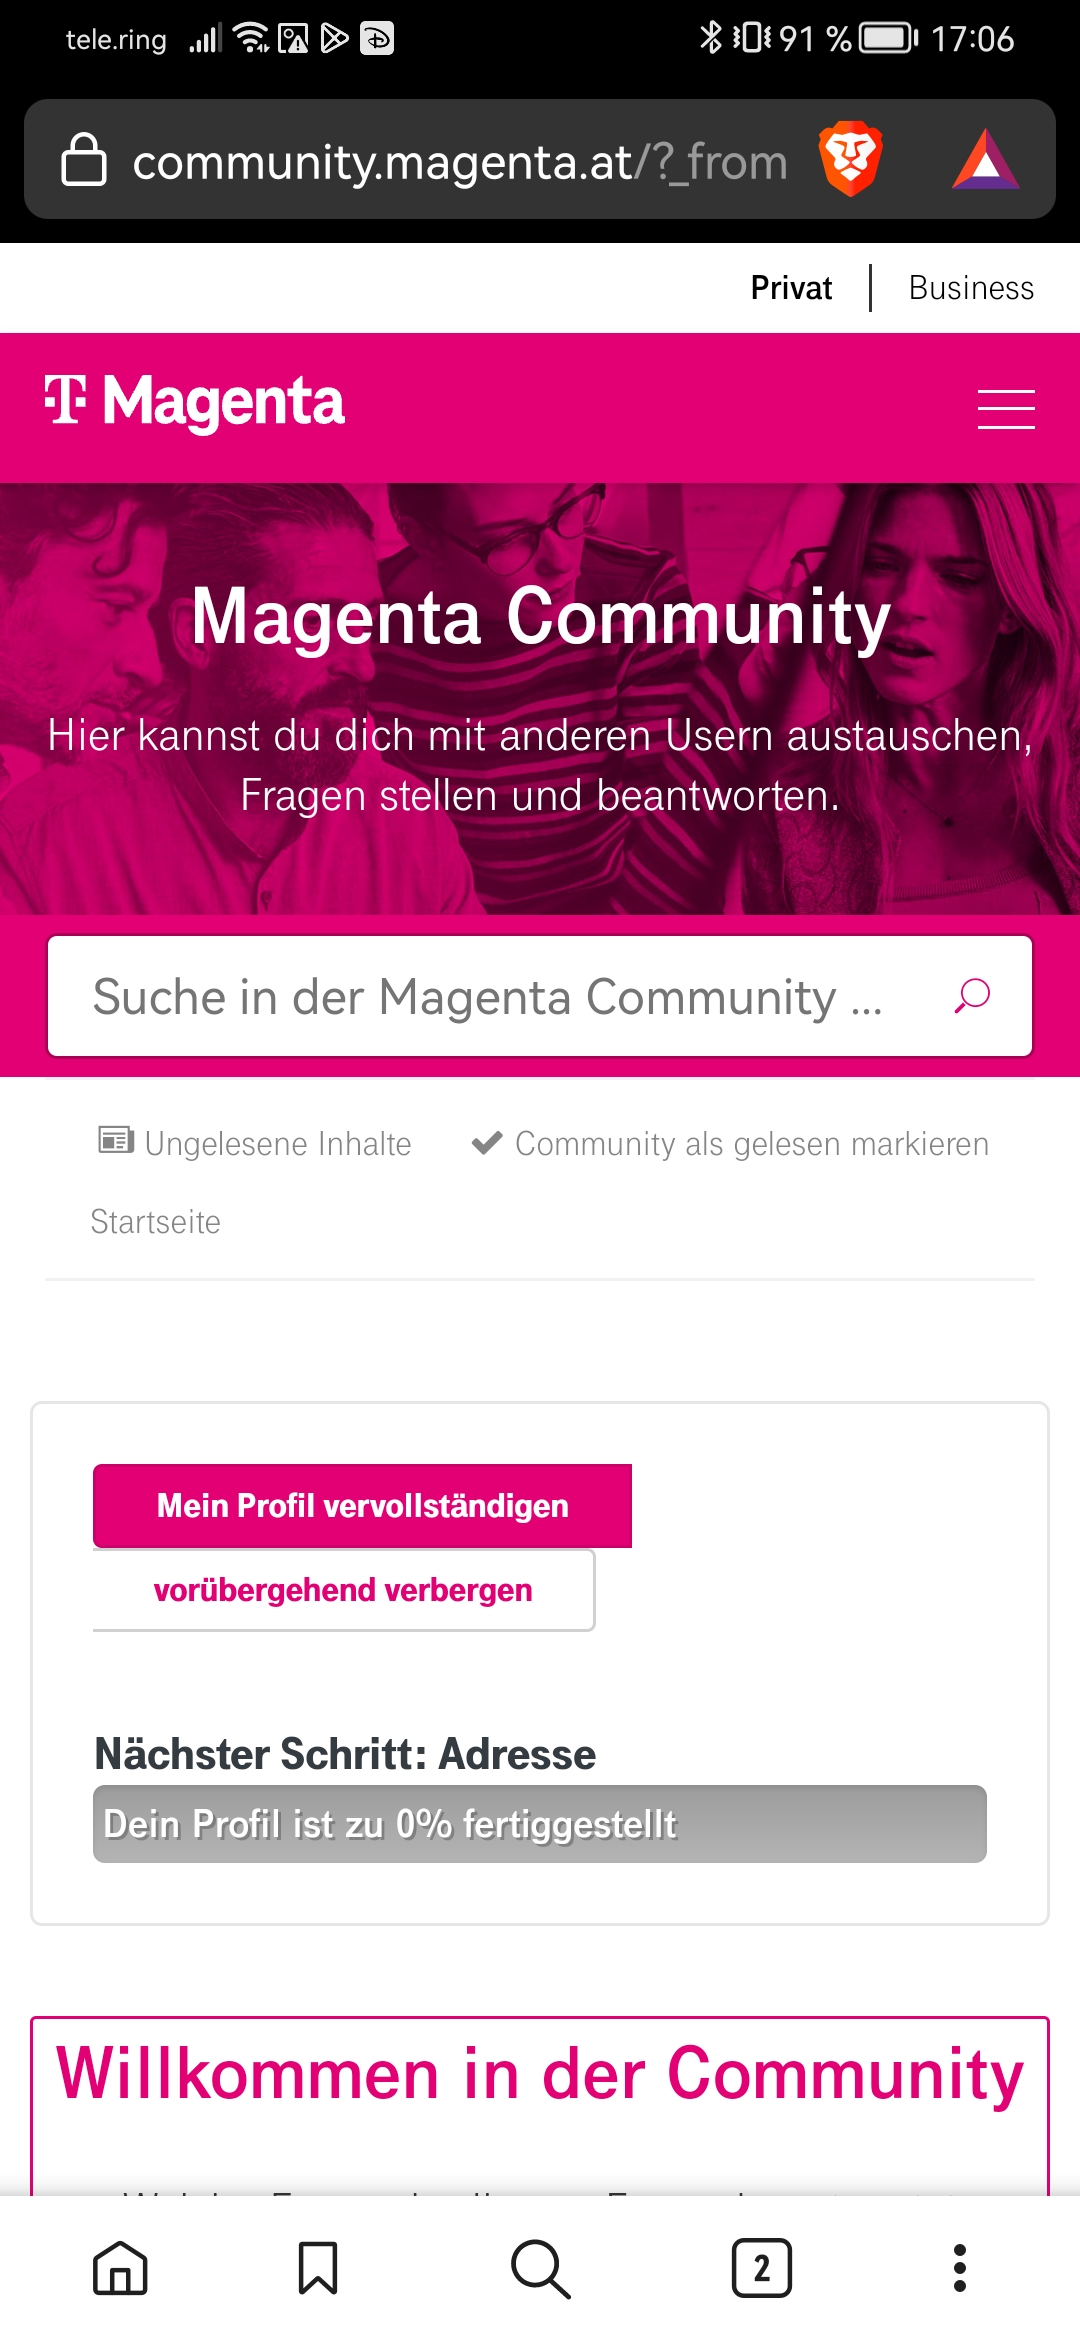 tele.ring 91 % 17:06
community.magenta.at/?_from
Privat Business
T Magenta
Magenta Community
Hier kannst du dich mit anderen Usern austauschen,
Fragen stellen und beantworten.
Suche in der Magenta Community ...
Ungelesene Inhalte Community als gelesen markieren
Startseite
Mein Profil vervollständigen
vorübergehend verbergen
Nächster Schritt: Adresse
Dein Profil ist zu 0% fertiggestellt
Willkommen in der Community
2